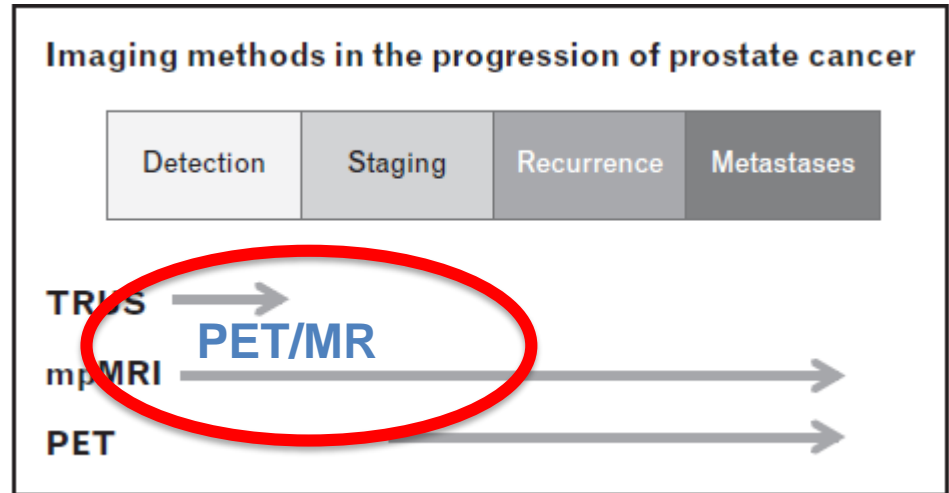 Imaging methods in the progression of prostate cancer
Detection Staging Recurrence Metastases
TRUS
PET/MR
mpMRI
PET